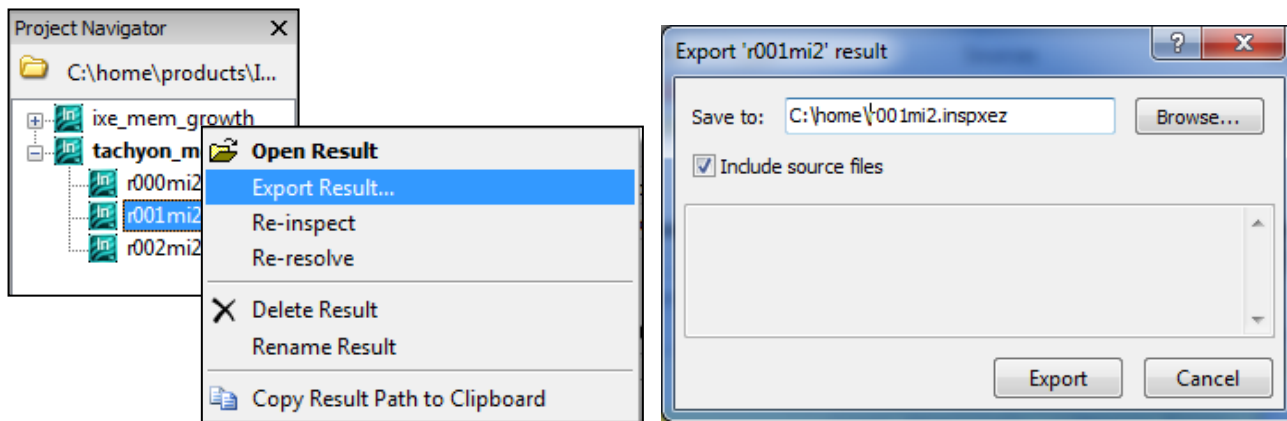 Project Navigator
C:\home\products\I...
ixe_mem_growth
tachyon_m
r000mi2
r001mi2
r002mi2
Open Result
Export Result...
Re-inspect
Re-resolve
Delete Result
Rename Result
Copy Result Path to Clipboard
Export 'r001mi2' result
Save to: C:\home\r001mi2.inspxez Browse...
Include source files
Export Cancel